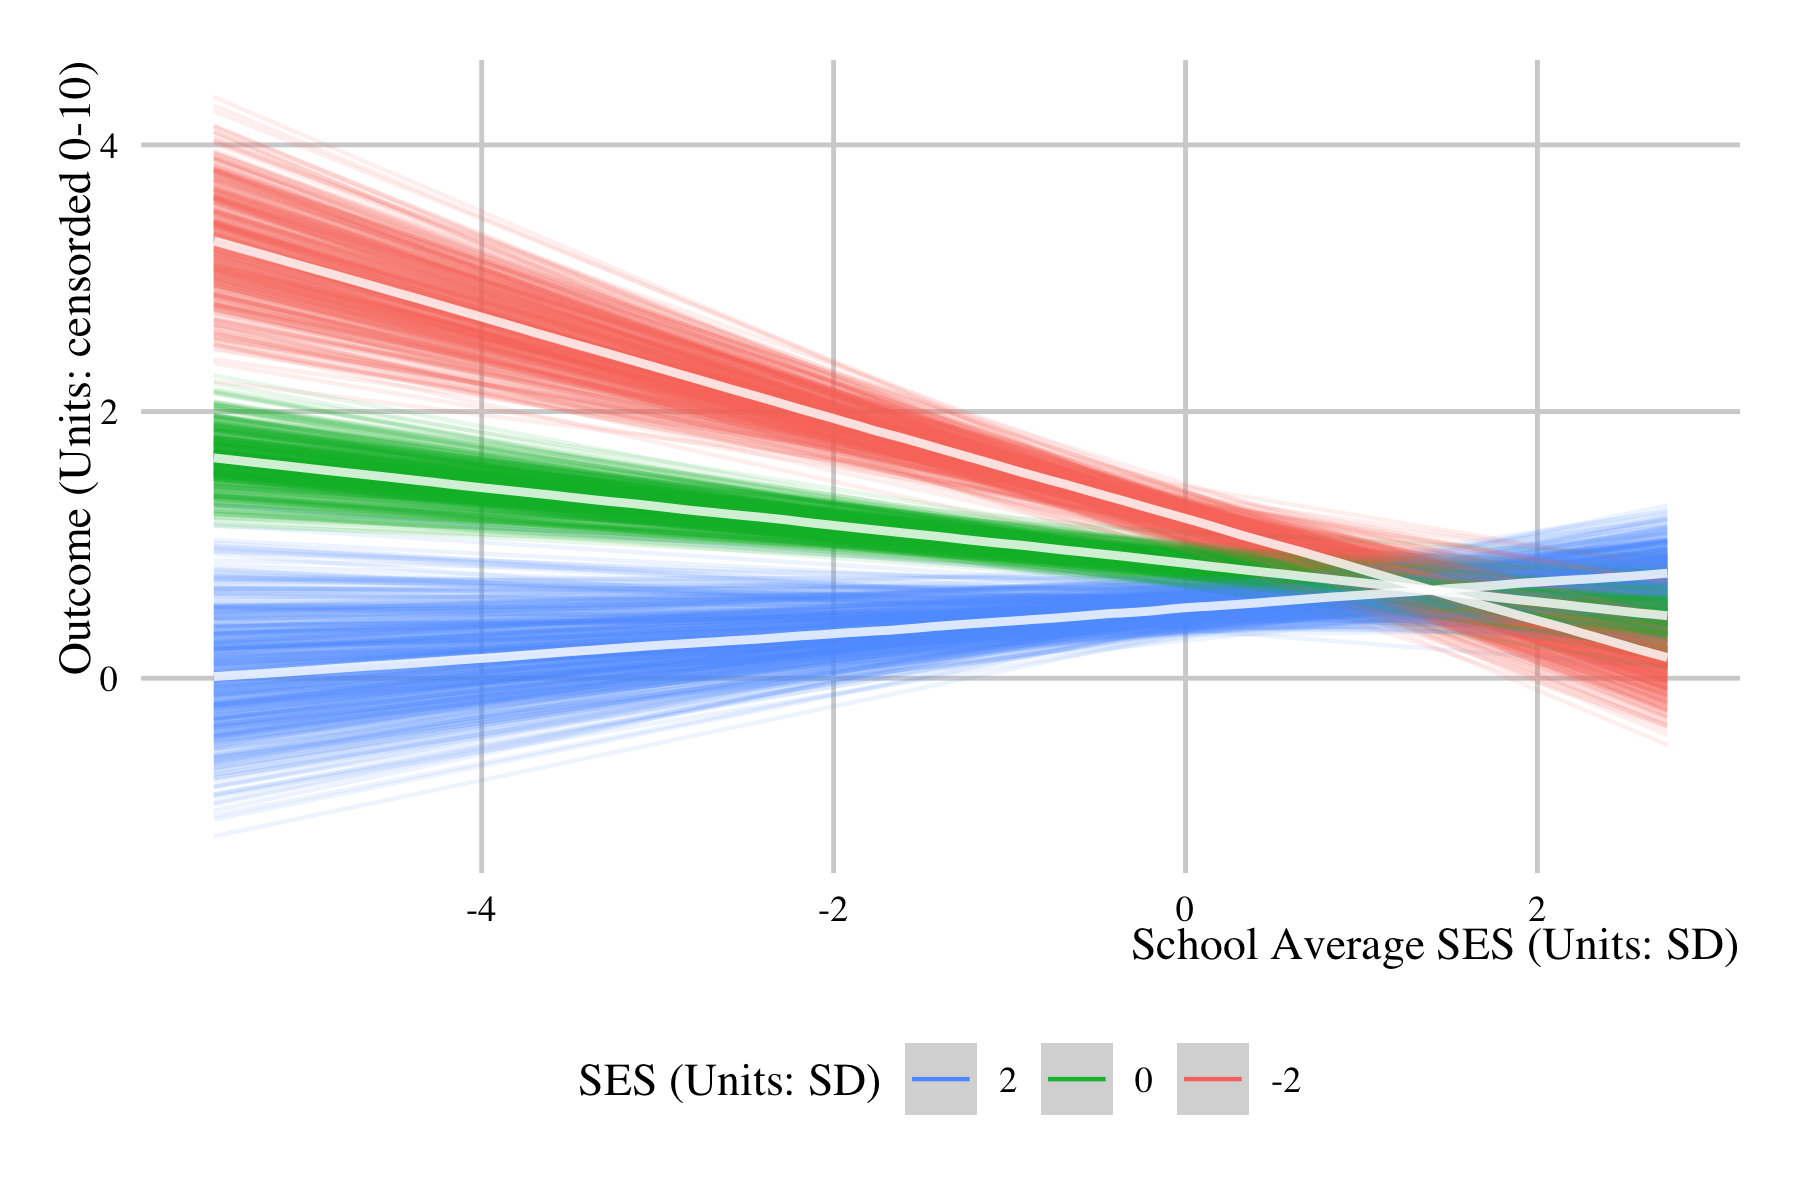 Outcome (Units: censorded 0-10)
4
2
0
-4 -2 0 2
School Average SES (Units: SD)
SES (Units: SD) 2 0 -2